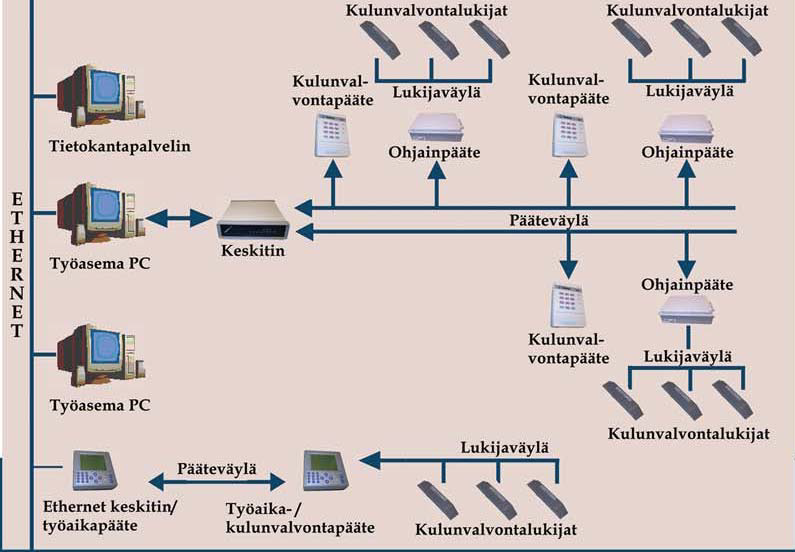 Kulunvalvontalukijat
Kulunvalvontalukijat
Kulunval-
vontapääte
Lukijaväylä
Kulunval-
vontapääte
Lukijaväylä
Tietokantapalvelin
Ohjainpääte
Ohjainpääte
ETHERNET
Pääteväylä
Keskitin
Työasema PC
Ohjainpääte
Kulunval-
vontapääte
Lukijaväylä
Työasema PC
Kulunvalvontalukijat
Lukijaväylä
Pääteväylä
Ethernet keskitin/
työaikapääte
Työaika-/
kulunvalvontapääte
Kulunvalvontalukijat